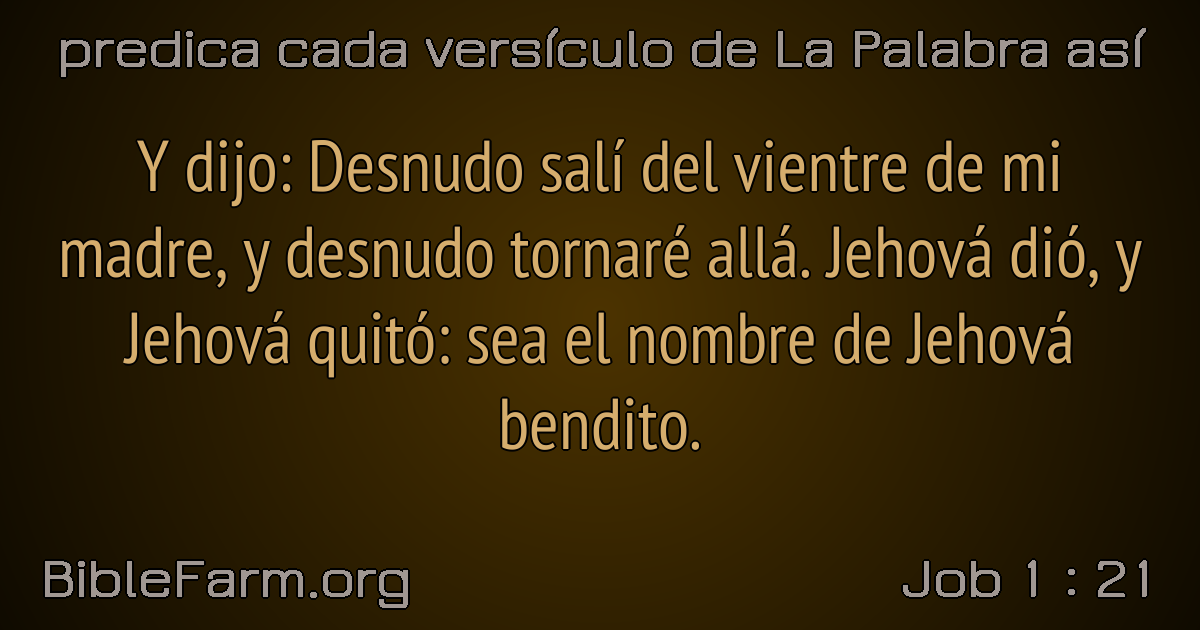 predica cada versículo de La Palabra así
Y dijo: Desnudo salí del vientre de mi
madre, y desnudo tornaré allá. Jehová dió, y
Jehová quitó: sea el nombre de Jehová
bendito.
BibleFarm.org
Job 1 : 21